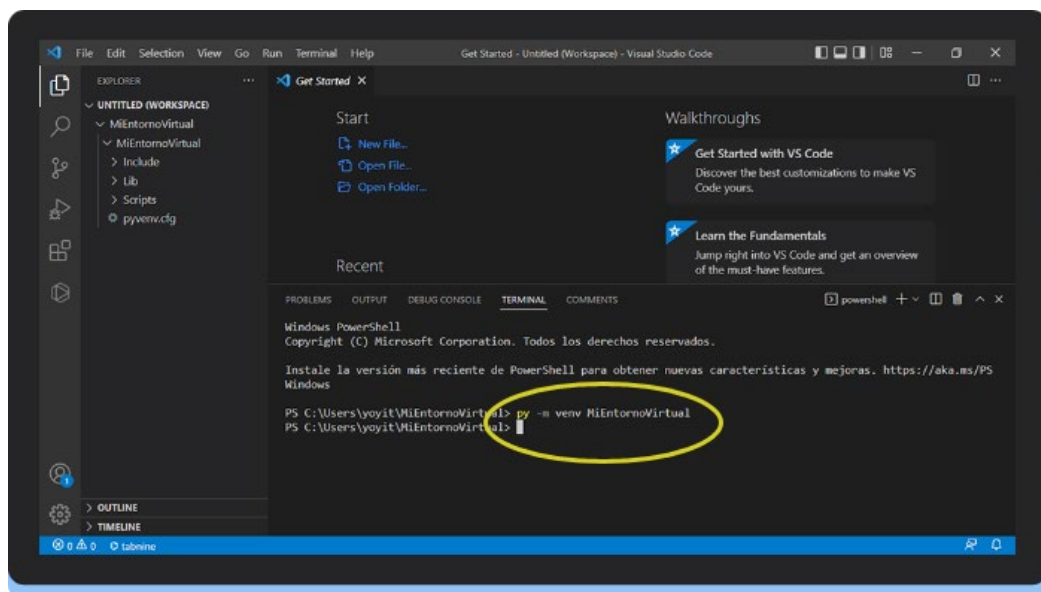 File Edit Selection View Go Run Terminal Help
Get Started - Untitled (Workspace) - Visual Studio Code
EXPLORER
Get Started
UNTITLED (WORKSPACE)
MiEntornoVirtual
MiEntornoVirtual
Include
Lib
Scripts
pyvenv.cfg
Start
New File...
Open File...
Open Folder...
Recent
Walkthroughs
Get Started with VS Code
Discover the best customizations to make VS
Code yours.
Learn the Fundamentals
Jump right into VS Code and get an overview
of the must-have features.
PROBLEMS OUTPUT DEBUG CONSOLE TERMINAL COMMENTS
powershell
Windows PowerShell
Copyright (C) Microsoft Corporation. Todos los derechos reservados.
Instale la versión más reciente de PowerShell para obtener nuevas características y mejoras. https://aka.ms/PS
Windows
PS C:\Users\yoyit\MiEntornoVirtual> py -m venv MiEntornoVirtual
PS C:\Users\yoyit\MiEntornoVirtual>
1
OUTLINE
TIMELINE
0 0 tabnine